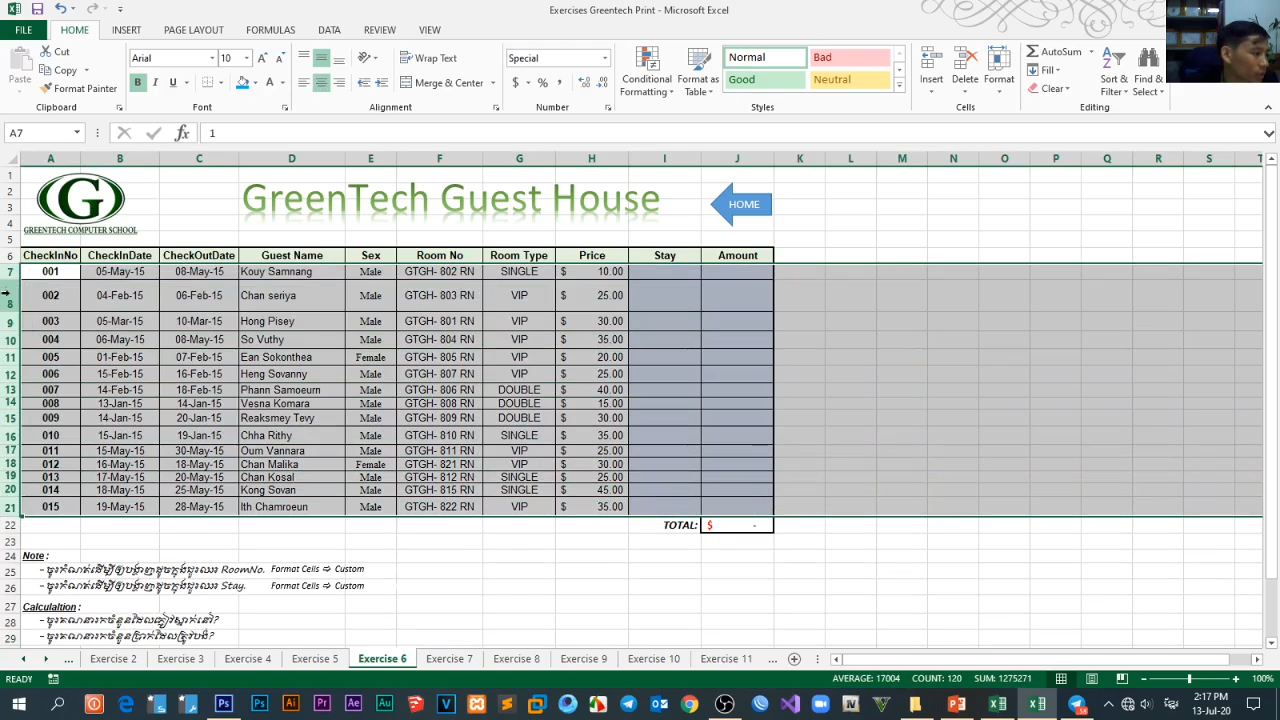 Exercises Greentech Print - Microsoft Excel
FILE HOME INSERT PAGE LAYOUT FORMULAS DATA REVIEW VIEW
Paste Cut Copy Format Painter Clipboard
Arial 10 B I U Font
Wrap Text Merge & Center Alignment
Special $ % , Number
Conditional Formatting Format as Table Normal Bad Good Neutral Styles
Insert Delete Format Cells
AutoSum Fill Clear Sort & Filter Find & Select Editing
A7 fx 1
A B C D E F G H I J K L M N O P Q R S T
G
GREENTECH COMPUTER SCHOOL
GreenTech Guest House
HOME
CheckInNo CheckInDate CheckOutDate Guest Name Sex Room No Room Type Price Stay Amount
001 05-May-15 08-May-15 Kouy Samnang Male GTGH- 802 RN SINGLE $ 10.00
002 04-Feb-15 06-Feb-15 Chan seriya Male GTGH- 803 RN VIP $ 25.00
003 05-Mar-15 10-Mar-15 Hong Pisey Male GTGH- 801 RN VIP $ 30.00
004 06-May-15 08-May-15 So Vuthy Male GTGH- 804 RN VIP $ 35.00
005 01-Feb-15 07-Feb-15 Ean Sokonthea Female GTGH- 805 RN VIP $ 20.00
006 15-Feb-15 16-Feb-15 Heng Sovanny Male GTGH- 807 RN VIP $ 25.00
007 14-Feb-15 18-Feb-15 Phann Samoeurn Male GTGH- 806 RN DOUBLE $ 40.00
008 13-Jan-15 14-Jan-15 Vesna Komara Male GTGH- 808 RN DOUBLE $ 15.00
009 14-Jan-15 20-Jan-15 Reaksmey Tevy Male GTGH- 809 RN DOUBLE $ 30.00
010 15-Jan-15 19-Jan-15 Chha Rithy Male GTGH- 810 RN SINGLE $ 35.00
011 15-May-15 30-May-15 Oum Vannara Male GTGH- 811 RN VIP $ 25.00
012 16-May-15 18-May-15 Chan Malika Female GTGH- 821 RN VIP $ 30.00
013 17-May-15 20-May-15 Chan Kosal Male GTGH- 812 RN SINGLE $ 25.00
014 18-May-15 25-May-15 Kong Sovan Male GTGH- 815 RN SINGLE $ 45.00
015 19-May-15 28-May-15 Ith Chamroeun Male GTGH- 822 RN VIP $ 35.00
TOTAL: $ -
Note :
RoomNo. Format Cells ⇒ Custom
Stay. Format Cells ⇒ Custom
Calculaltion :
... Exercise 2 Exercise 3 Exercise 4 Exercise 5 Exercise 6 Exercise 7 Exercise 8 Exercise 9 Exercise 10 Exercise 11 ...
READY AVERAGE: 17004 COUNT: 120 SUM: 1275271 100%
2:17 PM
13-Jul-20